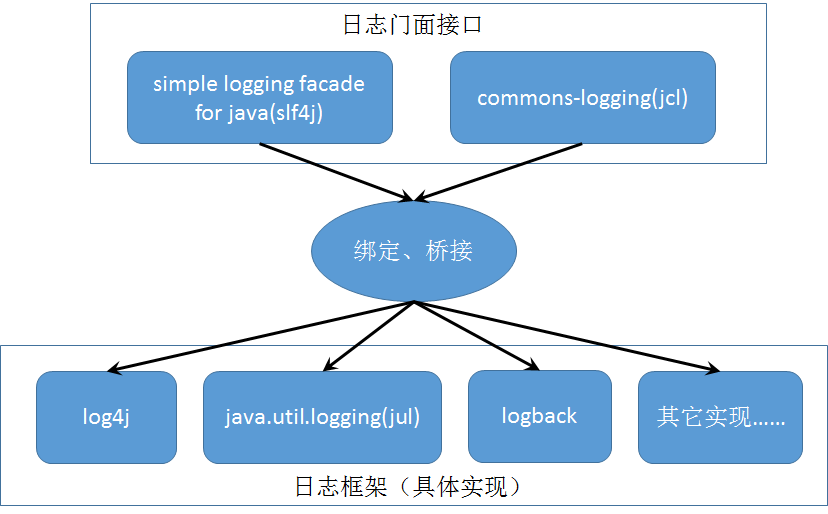 日志门面接口
simple logging facade
for java(slf4j)
commons-logging(jcl)
绑定、桥接
log4j
java.util.logging(jul)
logback
其它实现……
日志框架（具体实现）